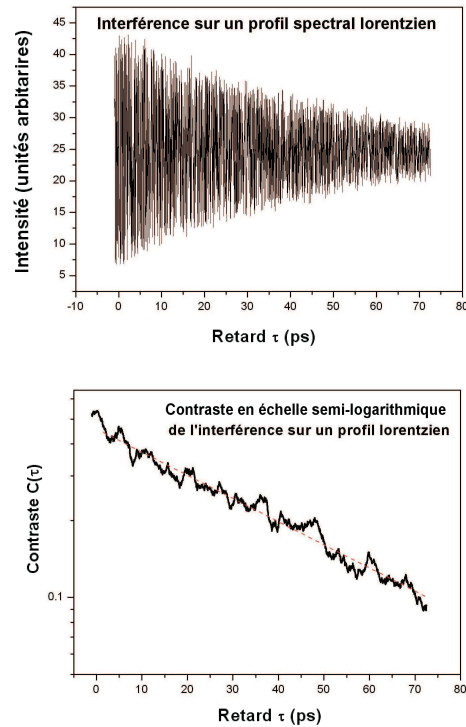 Interférence sur un profil spectral lorentzien
Intensité (unités arbitarires)
45
40
35
30
25
20
15
10
5
-10 0 10 20 30 40 50 60 70 80
Retard τ (ps)
Contraste en échelle semi-logarithmique
de l'interférence sur un profil lorentzien
Contraste C(τ)
0.1
0 10 20 30 40 50 60 70 80
Retard τ (ps)